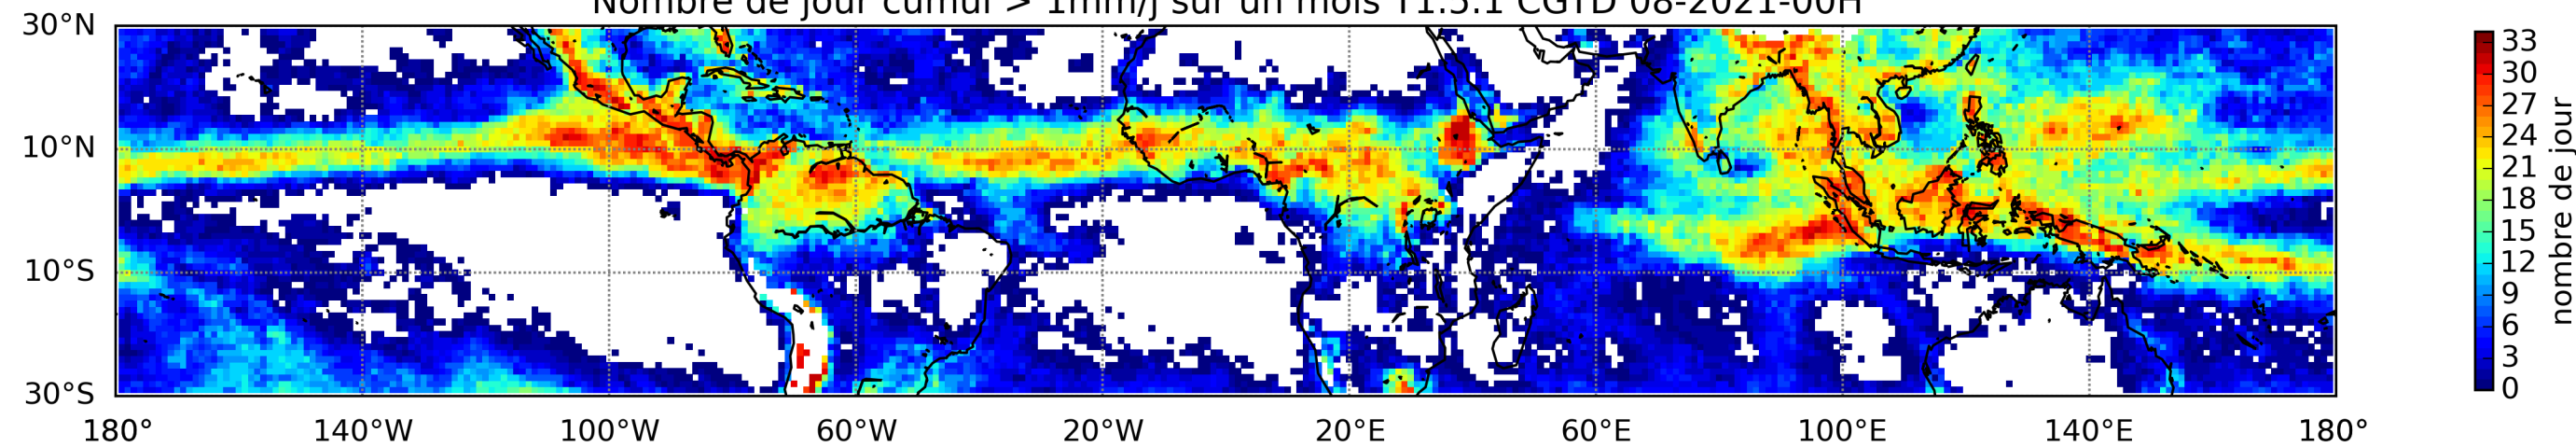 Nombre de jour cumul > 1mm/j sur un mois T1.5.1 CGTD 08-2021-00H
30°N
10°N
10°S
30°S
180° 140°W 100°W 60°W 20°W 20°E 60°E 100°E 140°E 180°
33
30
27
24
21
18
15
12
9
6
3
0
nombre de jour